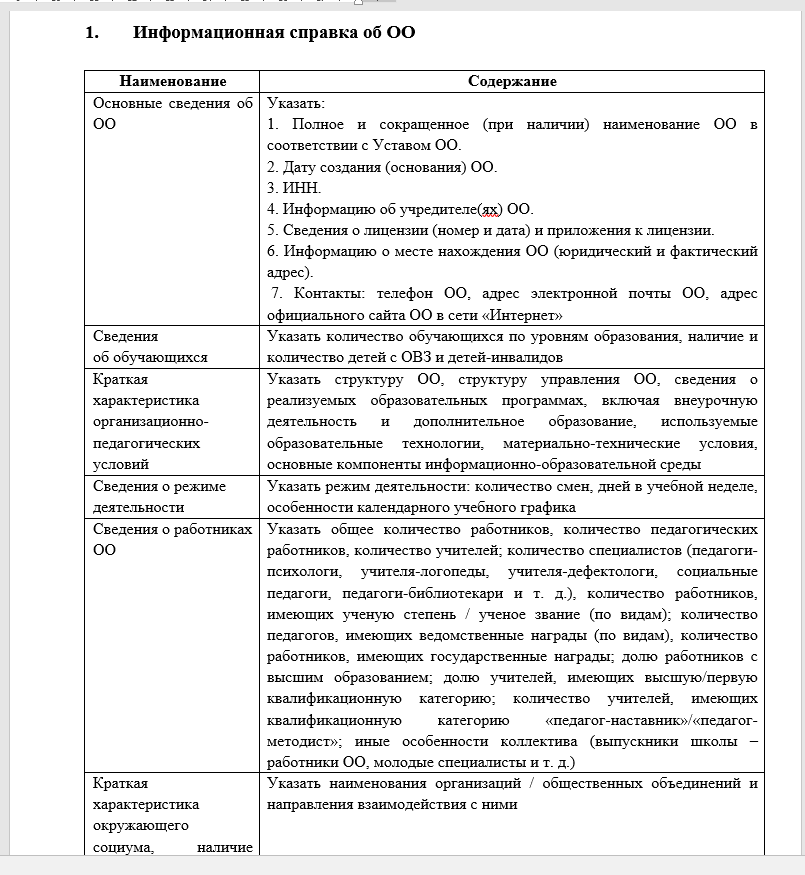 1. Информационная справка об ОО
Наименование
Содержание
Основные сведения об
ОО
Указать:
1. Полное и сокращенное (при наличии) наименование ОО в
соответствии с Уставом ОО.
2. Дату создания (основания) ОО.
3. ИНН.
4. Информацию об учредителе(ях) ОО.
5. Сведения о лицензии (номер и дата) и приложения к лицензии.
6. Информацию о месте нахождения ОО (юридический и фактический
адрес).
7. Контакты: телефон ОО, адрес электронной почты ОО, адрес
официального сайта ОО в сети «Интернет»
Сведения
об обучающихся
Указать количество обучающихся по уровням образования, наличие и
количество детей с ОВЗ и детей-инвалидов
Краткая
характеристика
организационно-
педагогических
условий
Указать структуру ОО, структуру управления ОО, сведения о
реализуемых образовательных программах, включая внеурочную
деятельность и дополнительное образование, используемые
образовательные технологии, материально-технические условия,
основные компоненты информационно-образовательной среды
Сведения о режиме
деятельности
Указать режим деятельности: количество смен, дней в учебной неделе,
особенности календарного учебного графика
Сведения о работниках
ОО
Указать общее количество работников, количество педагогических
работников, количество учителей; количество специалистов (педагоги-
психологи, учителя-логопеды, учителя-дефектологи, социальные
педагоги, педагоги-библиотекари и т. д.), количество работников,
имеющих ученую степень / ученое звание (по видам); количество
педагогов, имеющих ведомственные награды (по видам), количество
работников, имеющих государственные награды; долю работников с
высшим образованием; долю учителей, имеющих высшую/первую
квалификационную категорию; количество учителей, имеющих
квалификационную категорию «педагог-наставник»/«педагог-
методист»; иные особенности коллектива (выпускники школы –
работники ОО, молодые специалисты и т. д.)
Краткая
характеристика
окружающего
социума, наличие
Указать наименования организаций / общественных объединений и
направления взаимодействия с ними